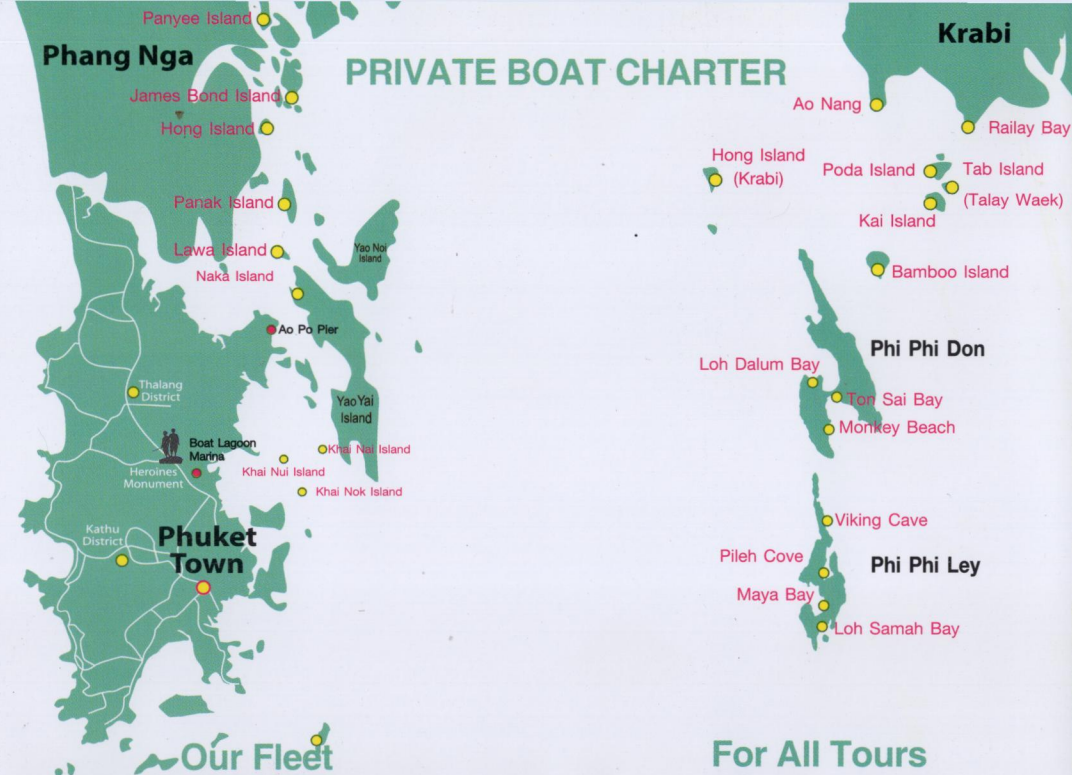 Panyee Island
Phang Nga
Krabi
PRIVATE BOAT CHARTER
James Bond Island
Ao Nang
Hong Island
Railay Bay
Hong Island
(Krabi)
Poda Island
Tab Island
(Talay Waek)
Panak Island
Kai Island
Lawa Island
Yao Noi
Island
Naka Island
Bamboo Island
Ao Po Pier
Phi Phi Don
Loh Dalum Bay
Thalang
District
Yao Yai
Island
Ton Sai Bay
Monkey Beach
Boat Lagoon
Marina
Khai Nai Island
Heroines
Monument
Khai Nui Island
Khai Nok Island
Kathu
District
Phuket
Town
Viking Cave
Pileh Cove
Phi Phi Ley
Maya Bay
Loh Samah Bay
Our Fleet
For All Tours